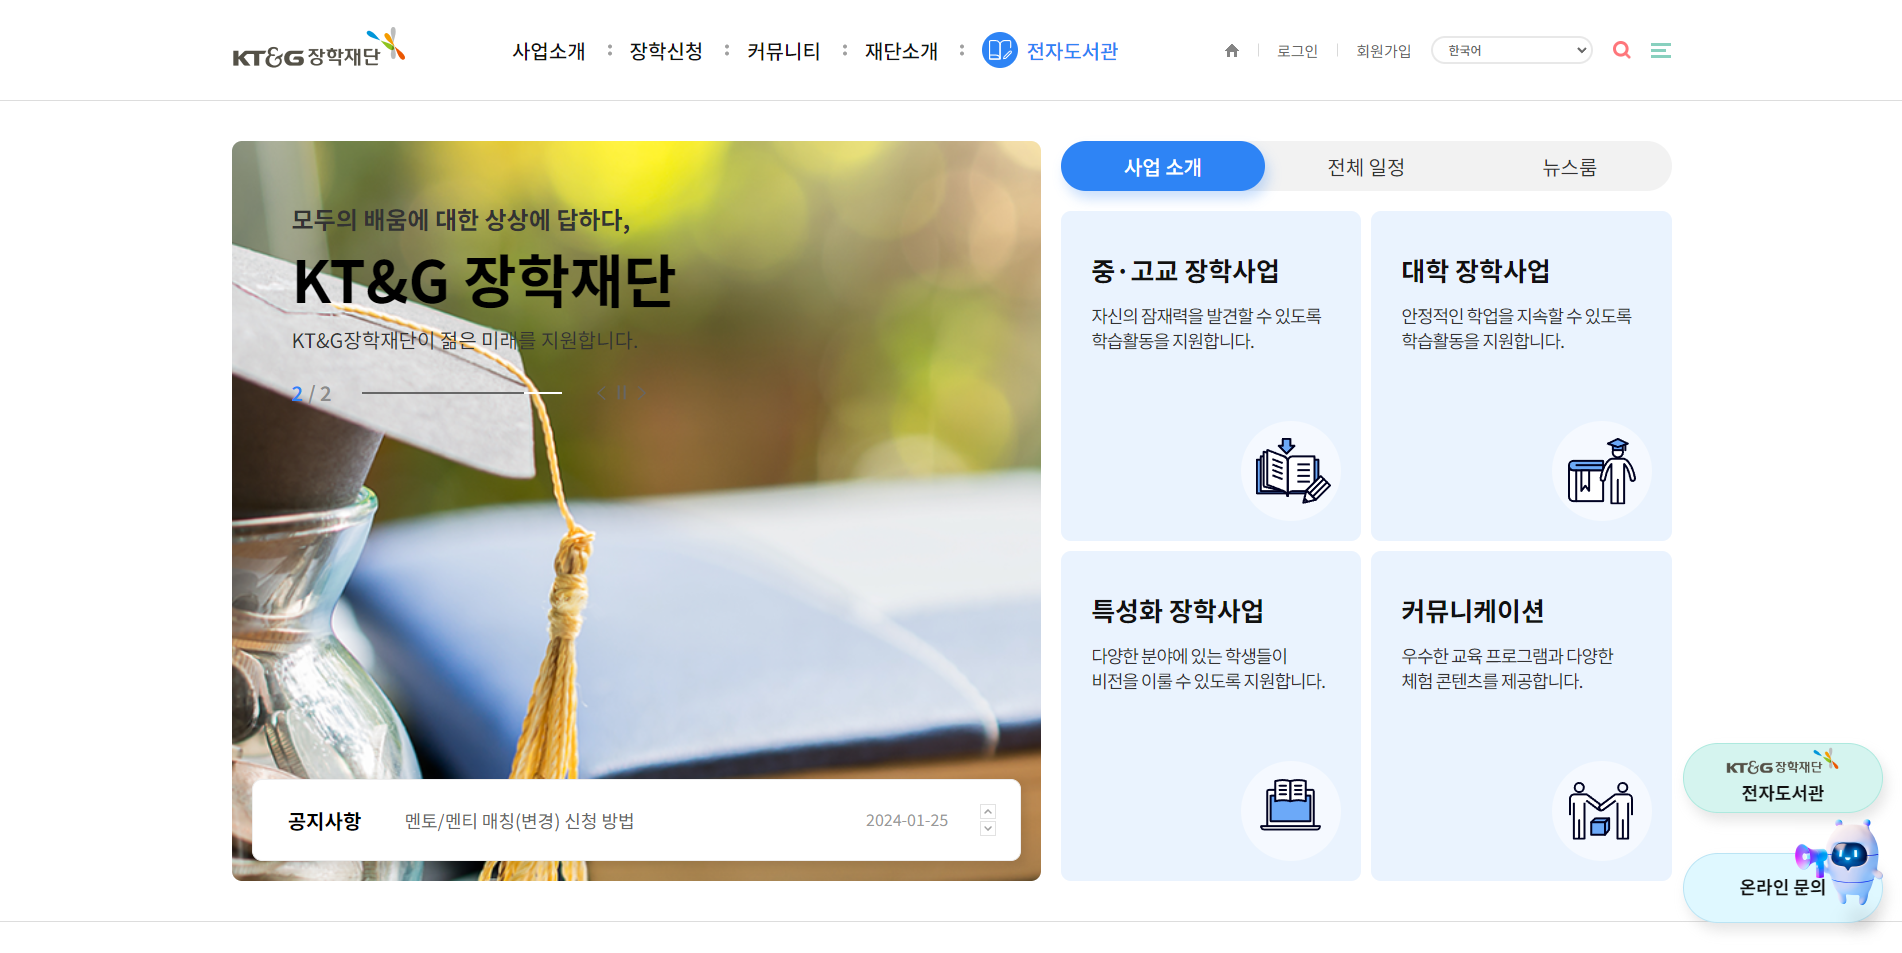 KT&G 장학재단
사업소개
장학신청
커뮤니티
재단소개
전자도서관
로그인
회원가입
한국어
모두의 배움에 대한 상상에 답하다,
KT&G 장학재단
KT&G장학재단이 젊은 미래를 지원합니다.
2 / 2
공지사항
멘토/멘티 매칭(변경) 신청 방법
2024-01-25
사업 소개
전체 일정
뉴스룸
중·고교 장학사업
자신의 잠재력을 발견할 수 있도록
학습활동을 지원합니다.
대학 장학사업
안정적인 학업을 지속할 수 있도록
학습활동을 지원합니다.
특성화 장학사업
다양한 분야에 있는 학생들이
비전을 이룰 수 있도록 지원합니다.
커뮤니케이션
우수한 교육 프로그램과 다양한
체험 콘텐츠를 제공합니다.
KT&G 장학재단
전자도서관
온라인 문의